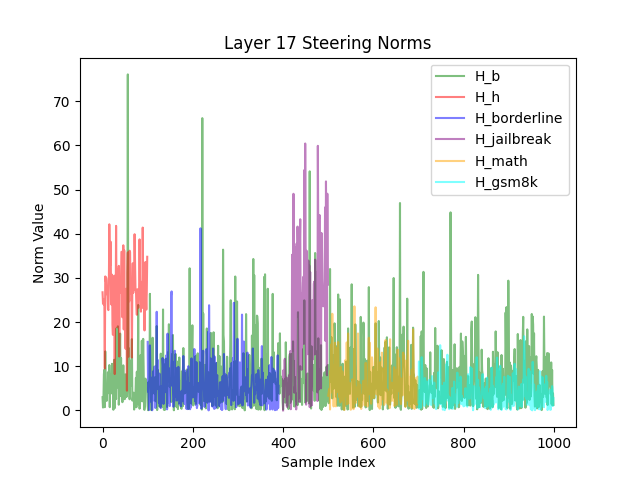 Layer 17 Steering Norms
H_b
H_h
H_borderline
H_jailbreak
H_math
H_gsm8k
Norm Value
70
60
50
40
30
20
10
0
0 200 400 600 800 1000
Sample Index